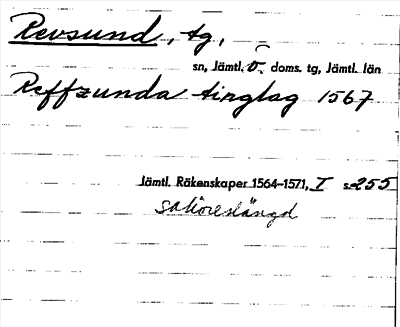 Revsund, tg,
sn, Jämtl. ö. doms. tg, Jämtl. län
Reffzunda tinglag 1567
Jämtl. Räkenskaper 1564–1571, I s. 255
saköreslängd